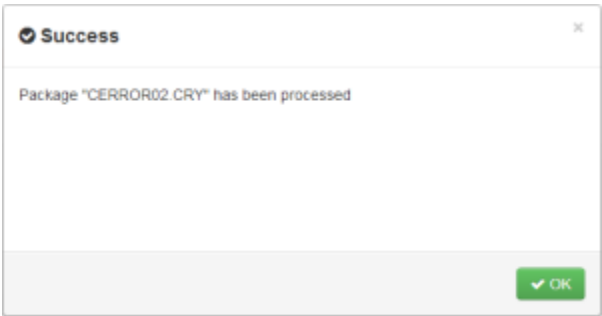 Success
×
Package "CERROR02.CRY" has been processed
OK